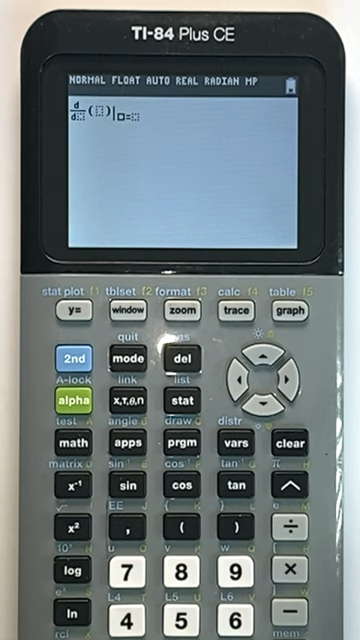 TI-84 Plus CE
NORMAL FLOAT AUTO REAL RADIAN MP
d/d□(□)|□=□
stat plot f1 tblset f2 format f3 calc f4 table f5
y= window zoom trace graph
quit ins
2nd mode del
A-lock link list
alpha X,T,θ,n stat
test A angle B draw C distr
math apps prgm vars clear
matrix D sin⁻¹ E cos⁻¹ F tan⁻¹ G π H
x⁻¹ sin cos tan ^
√ I EE J { K } L e M
x² , ( ) ÷
10ˣ N u O v P w Q [ R
log 7 8 9 ×
eˣ S L4 T L5 U L6 V ] W
ln 4 5 6 −
rcl mem